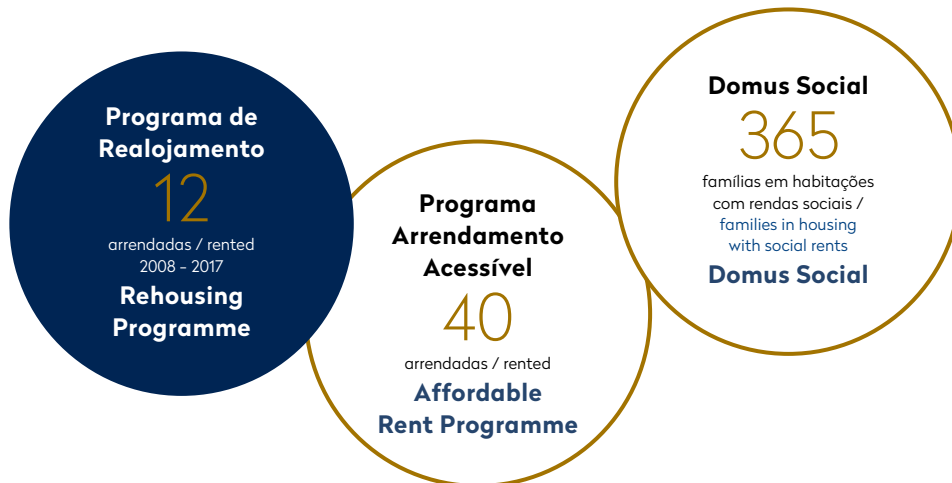 Programa de
Realojamento
12
arrendadas / rented
2008 - 2017
Rehousing
Programme
Programa
Arrendamento
Acessível
40
arrendadas / rented
Affordable
Rent Programme
Domus Social
365
famílias em habitações
com rendas sociais /
families in housing
with social rents
Domus Social